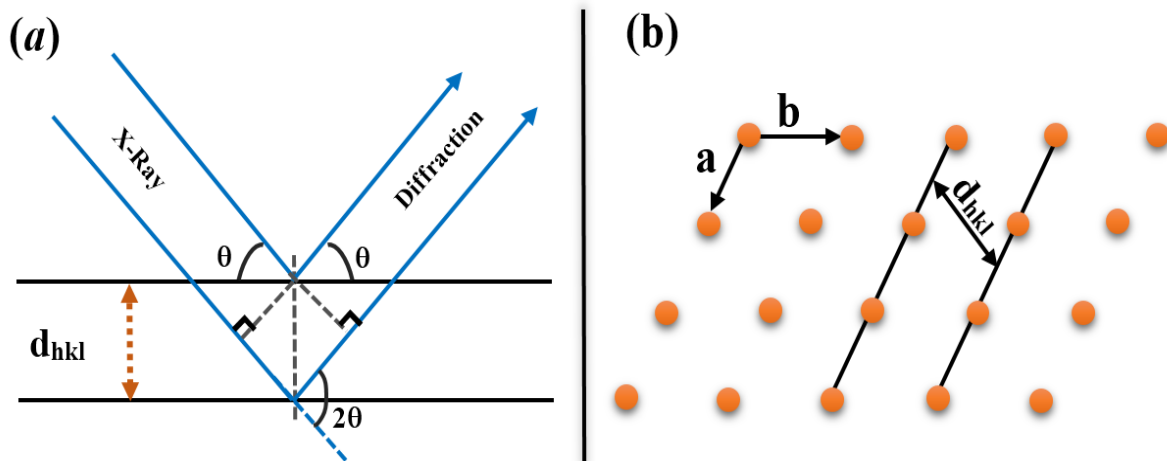 (a)
X-Ray
Diffraction
θ
θ
dhkl
2θ
(b)
b
a
dhkl